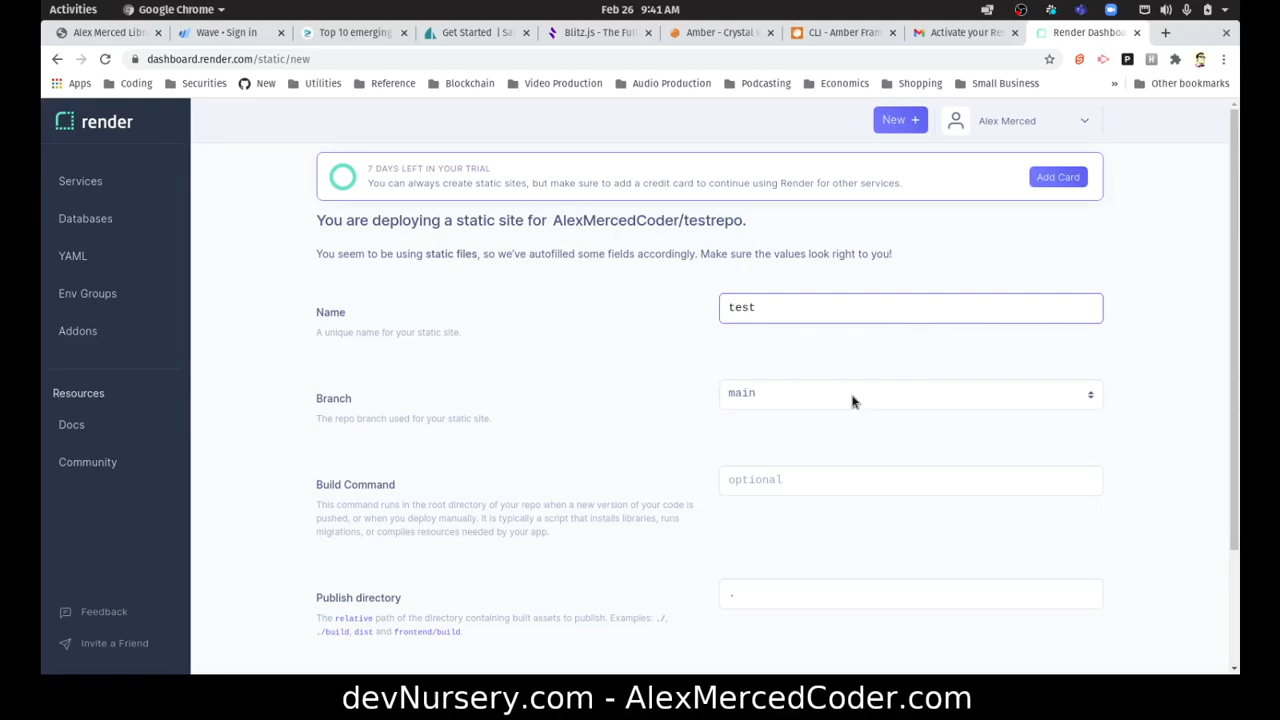 Activities
Google Chrome
Feb 26 9:41 AM
Alex Merced Lib
Wave • Sign in
Top 10 emerging
Get Started | Sai
Blitz.js - The Full
Amber - Crystal W
CLI - Amber Fram
Activate your Re
Render Dashboa
dashboard.render.com/static/new
Apps
Coding
Securities
New
Utilities
Reference
Blockchain
Video Production
Audio Production
Podcasting
Economics
Shopping
Small Business
»
Other bookmarks
render
New +
Alex Merced
Services
Databases
YAML
Env Groups
Addons
Resources
Docs
Community
Feedback
Invite a Friend
7 DAYS LEFT IN YOUR TRIAL
You can always create static sites, but make sure to add a credit card to continue using Render for other services.
Add Card
You are deploying a static site for AlexMercedCoder/testrepo.
You seem to be using static files, so we've autofilled some fields accordingly. Make sure the values look right to you!
Name
A unique name for your static site.
test
Branch
The repo branch used for your static site.
main
Build Command
This command runs in the root directory of your repo when a new version of your code is
pushed, or when you deploy manually. It is typically a script that installs libraries, runs
migrations, or compiles resources needed by your app.
optional
Publish directory
The relative path of the directory containing built assets to publish. Examples: ./,
./build, dist and frontend/build.
.
devNursery.com - AlexMercedCoder.com